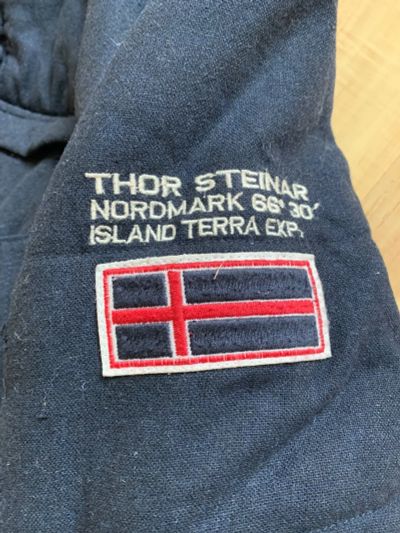 THOR STEINAR
NORDMARK 66° 30´
ISLAND TERRA EXP.